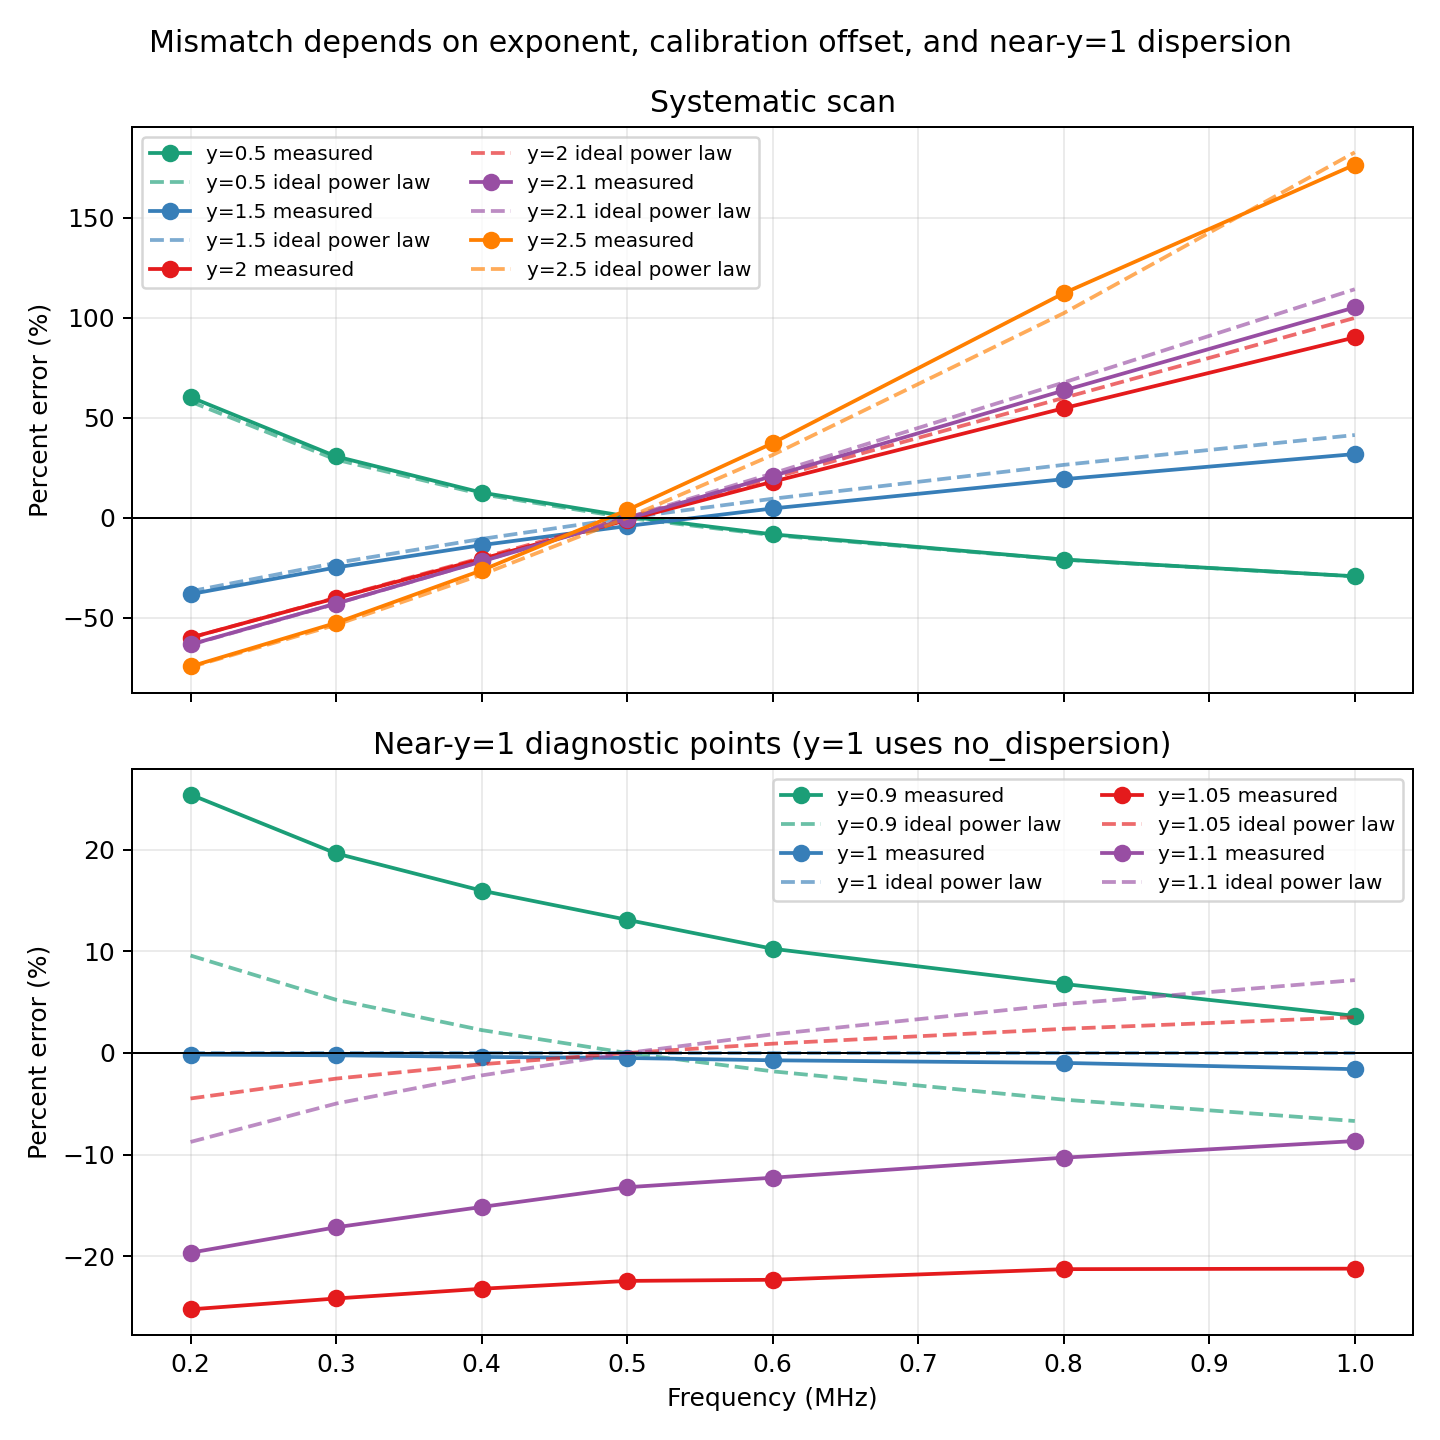 Mismatch depends on exponent, calibration offset, and near-y=1 dispersion
Systematic scan
y=0.5 measured
y=0.5 ideal power law
y=1.5 measured
y=1.5 ideal power law
y=2 measured
y=2 ideal power law
y=2.1 measured
y=2.1 ideal power law
y=2.5 measured
y=2.5 ideal power law
Percent error (%)
150
100
50
0
−50
Near-y=1 diagnostic points (y=1 uses no_dispersion)
y=0.9 measured
y=0.9 ideal power law
y=1 measured
y=1 ideal power law
y=1.05 measured
y=1.05 ideal power law
y=1.1 measured
y=1.1 ideal power law
Percent error (%)
20
10
0
−10
−20
0.2 0.3 0.4 0.5 0.6 0.7 0.8 0.9 1.0
Frequency (MHz)